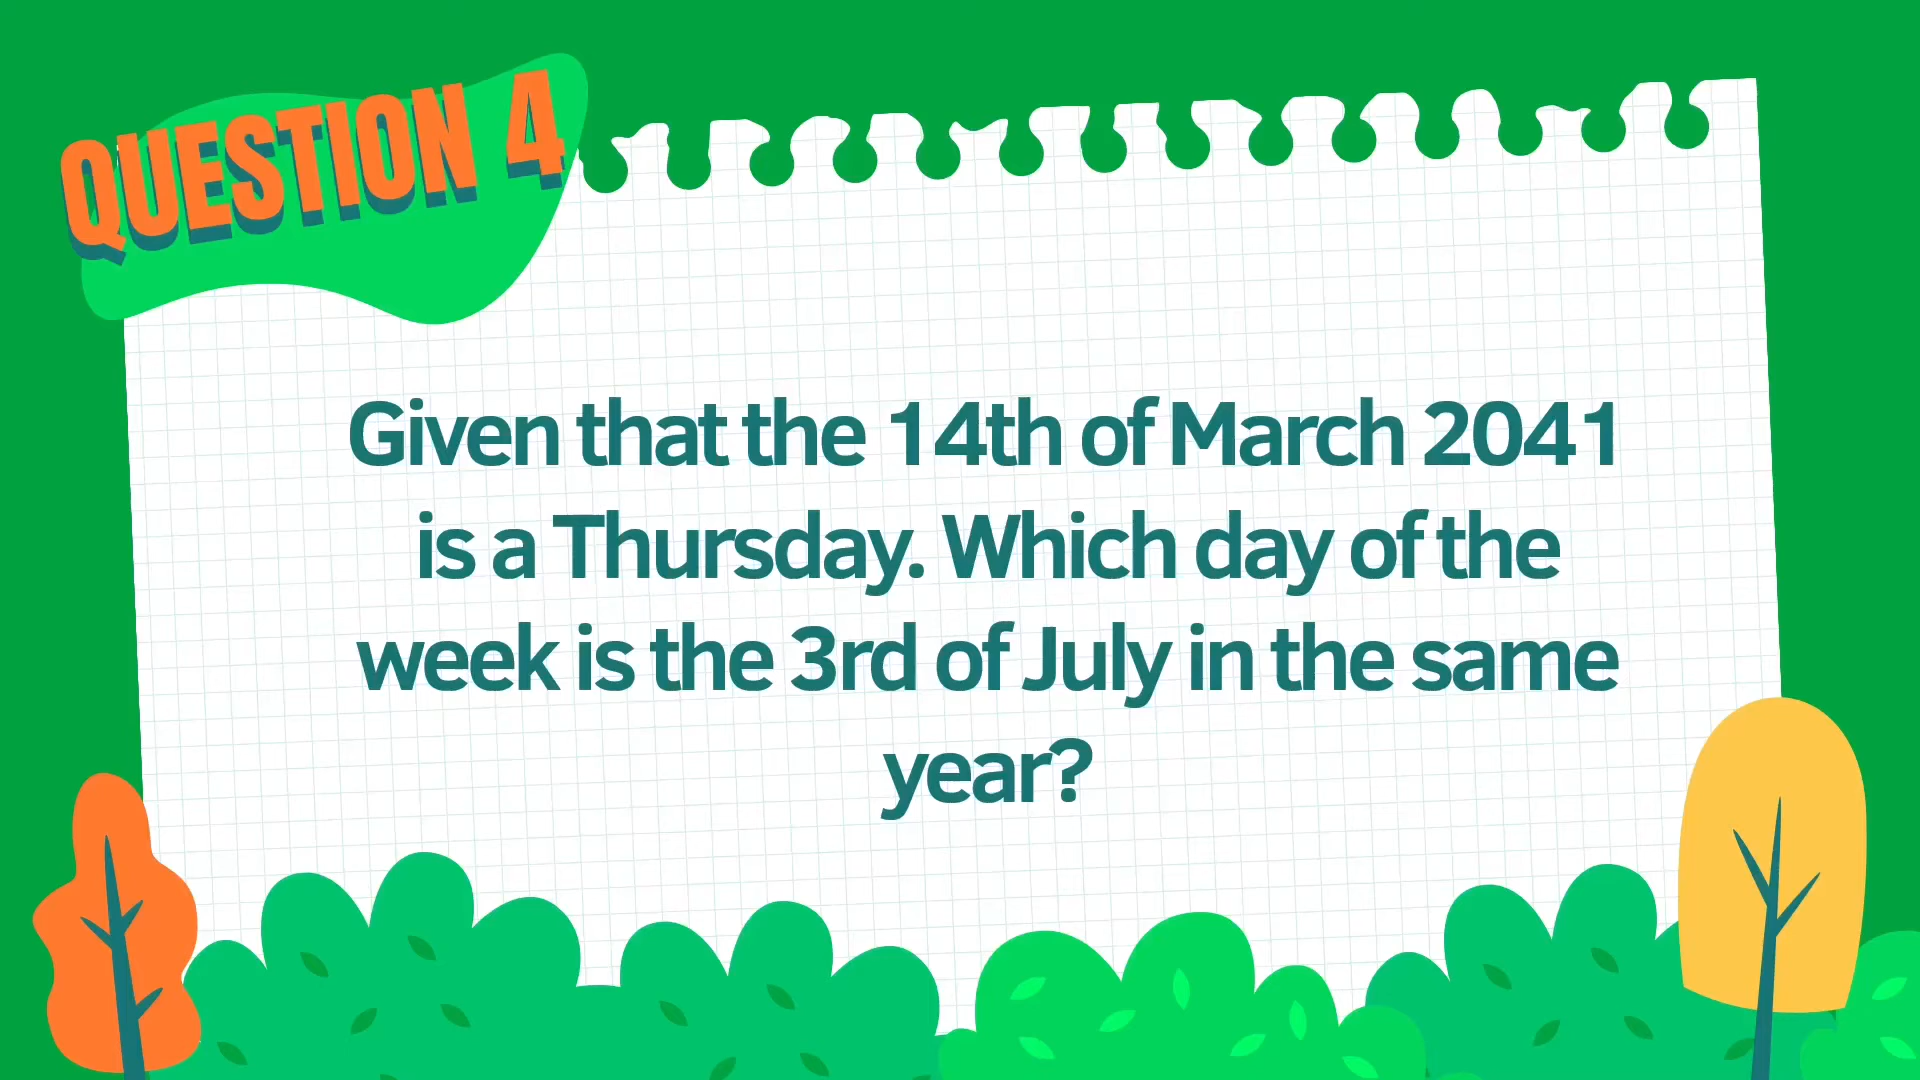 QUESTION 4
Given that the 14th of March 2041
is a Thursday. Which day of the
week is the 3rd of July in the same
year?